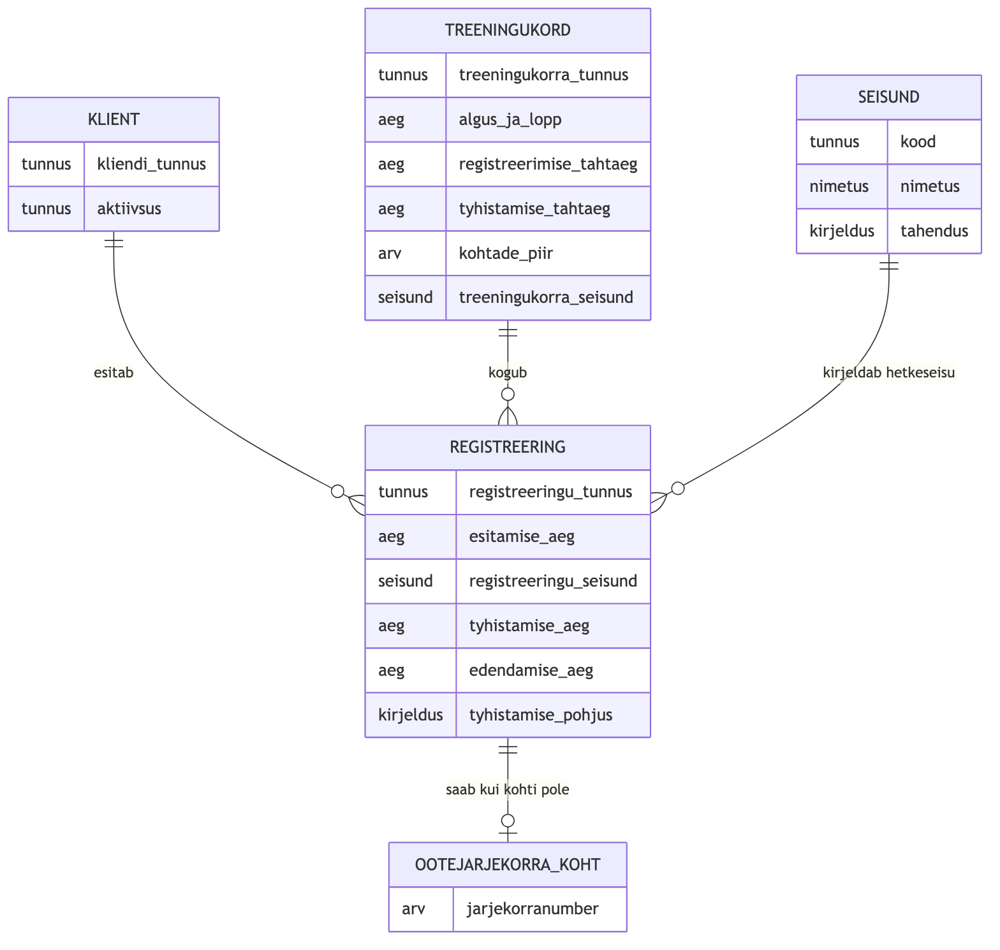 TREENINGUKORD
tunnus treeningukorra_tunnus
aeg algus_ja_lopp
aeg registreerimise_tahtaeg
aeg tyhistamise_tahtaeg
arv kohtade_piir
seisund treeningukorra_seisund
KLIENT
tunnus kliendi_tunnus
tunnus aktiivsus
SEISUND
tunnus kood
nimetus nimetus
kirjeldus tahendus
esitab
kogub
kirjeldab hetkeseisu
REGISTREERING
tunnus registreeringu_tunnus
aeg esitamise_aeg
seisund registreeringu_seisund
aeg tyhistamise_aeg
aeg edendamise_aeg
kirjeldus tyhistamise_pohjus
saab kui kohti pole
OOTEJARJEKORRA_KOHT
arv jarjekorranumber